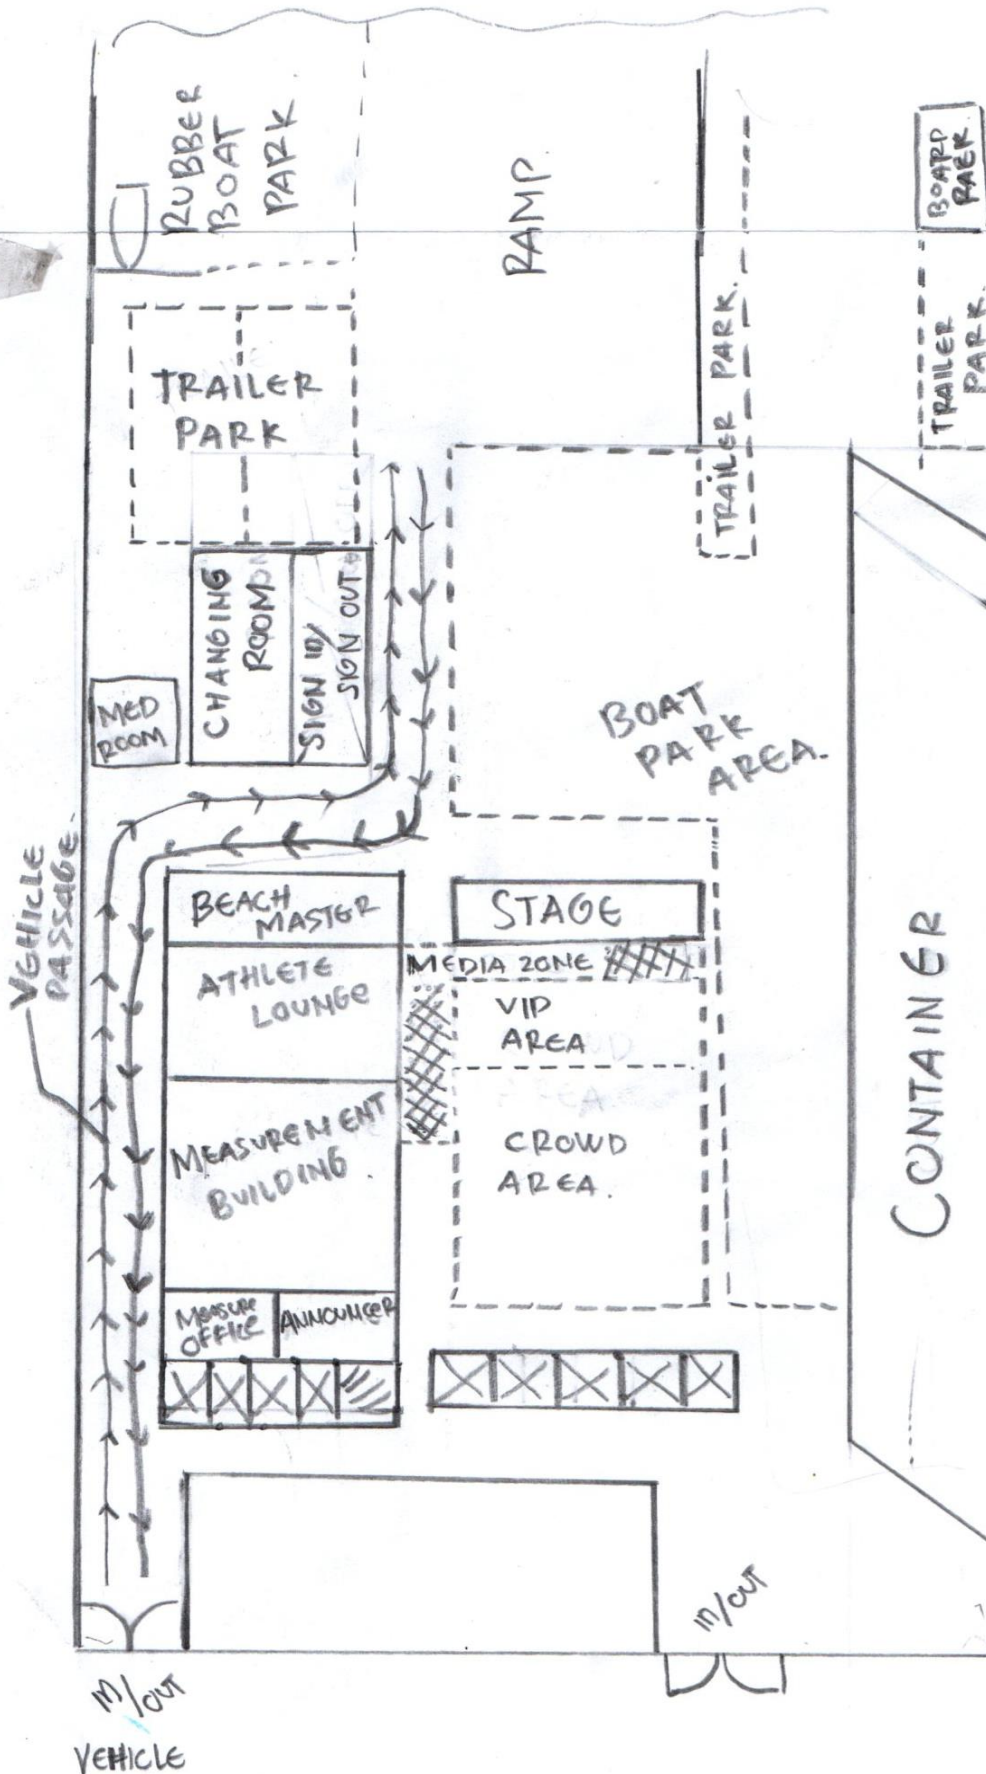 RUBBER
BOAT
PARK
RAMP.
BOARD
RAEK.
TRAILER
PARK
TRAILER PARK.
TRAILER
PARK.
CHANGING
ROOM
SIGN IN/
SIGN OUT
MED
ROOM
BOAT
PARK
AREA.
VEHICLE
PASSAGE.
BEACH
MASTER
STAGE
ATHLETE
LOUNGE
MEDIA ZONE
VIP
AREA
CONTAINER
MEASUREMENT
BUILDING
CROWD
AREA.
MEASURE
OFFICE
ANNOUNCER
IN/OUT
IN/OUT
VEHICLE